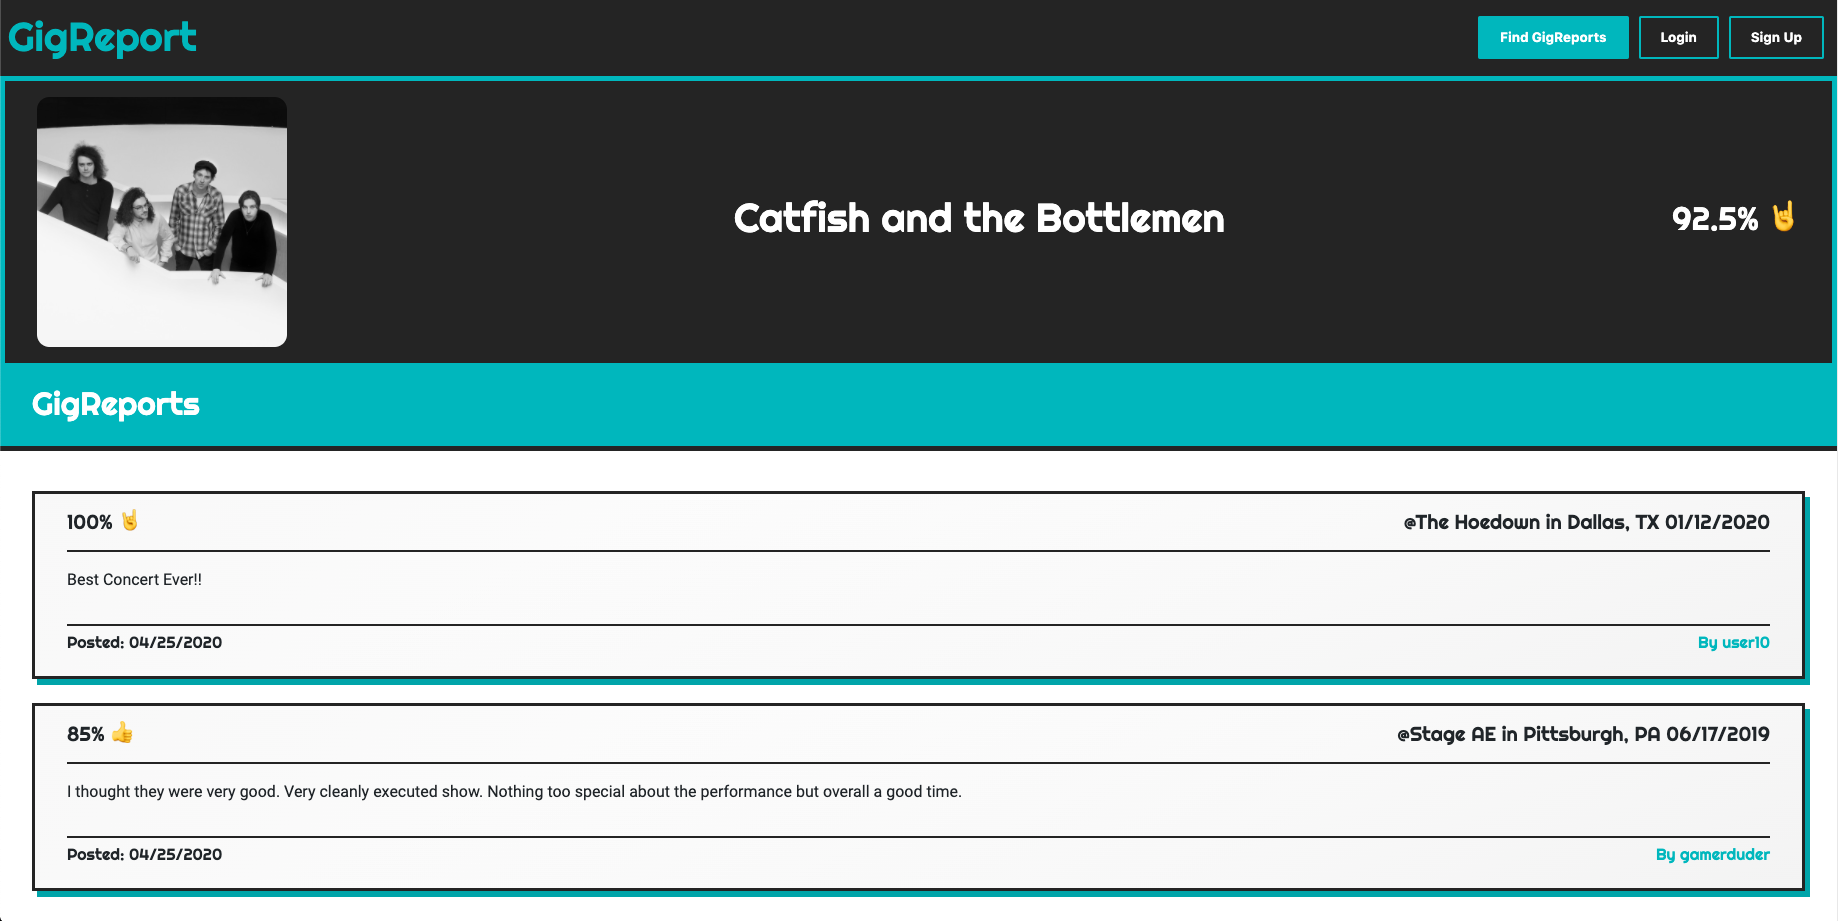 GigReport
Find GigReports
Login
Sign Up
Catfish and the Bottlemen
92.5% 🤘
GigReports
100% 🤘
@The Hoedown in Dallas, TX 01/12/2020
Best Concert Ever!!
Posted: 04/25/2020
By user10
85% 👍
@Stage AE in Pittsburgh, PA 06/17/2019
I thought they were very good. Very cleanly executed show. Nothing too special about the performance but overall a good time.
Posted: 04/25/2020
By gamerduder